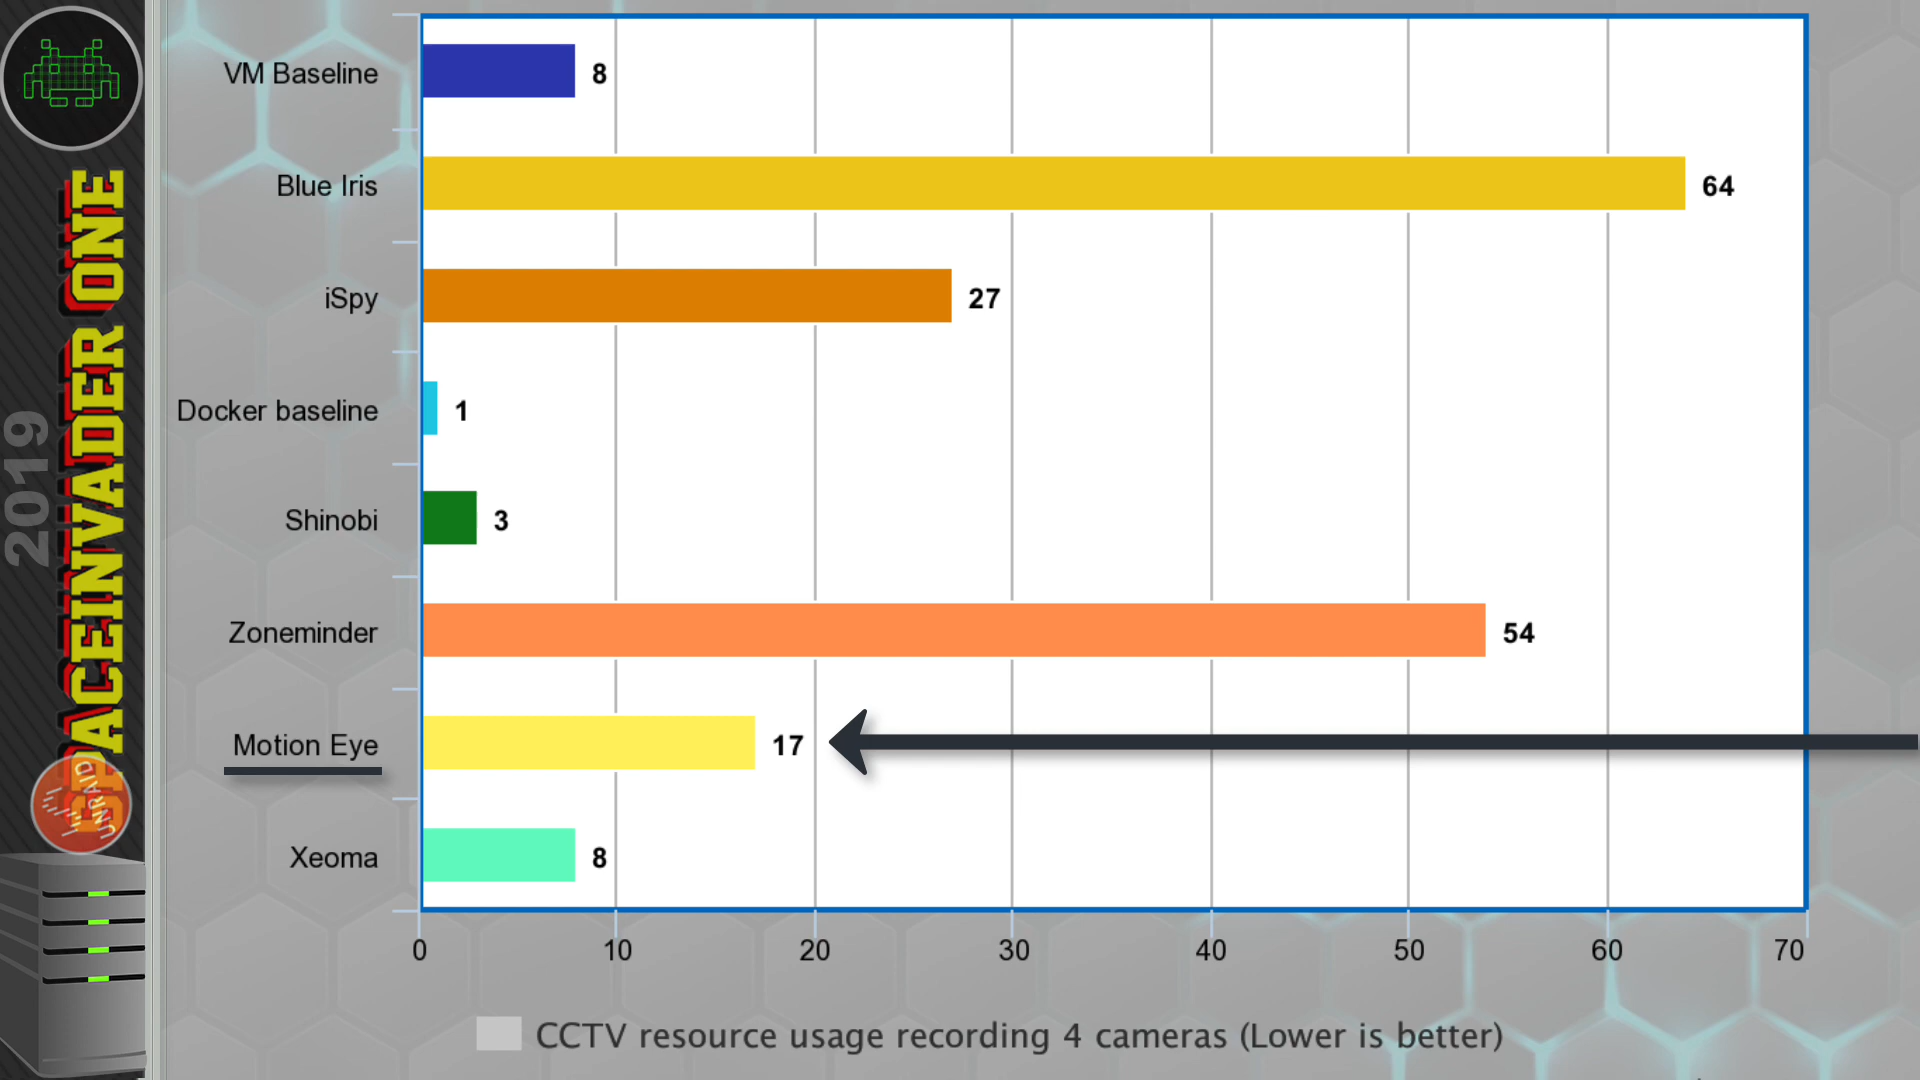 VM Baseline 8
Blue Iris 64
iSpy 27
Docker baseline 1
Shinobi 3
Zoneminder 54
Motion Eye 17
Xeoma 8
0 10 20 30 40 50 60 70
CCTV resource usage recording 4 cameras (Lower is better)
2019
SPACEINVADER ONE
UNRAID